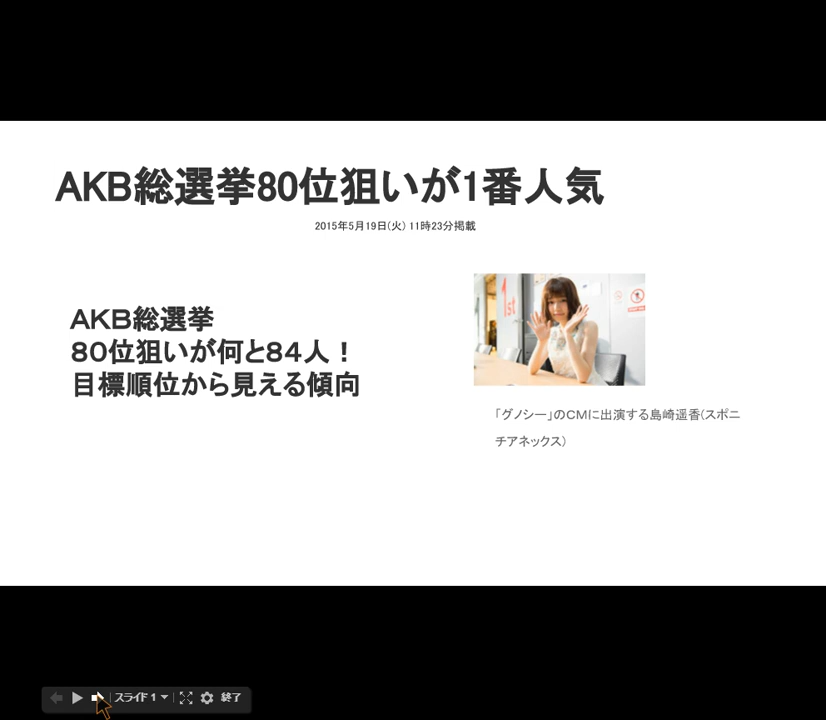 AKB総選挙80位狙いが1番人気
2015年5月19日(火) 11時23分掲載
AKB総選挙
80位狙いが何と84人！
目標順位から見える傾向
1st
「グノシー」のCMに出演する島崎遥香(スポニ
チアネックス)
スライド 1
終了